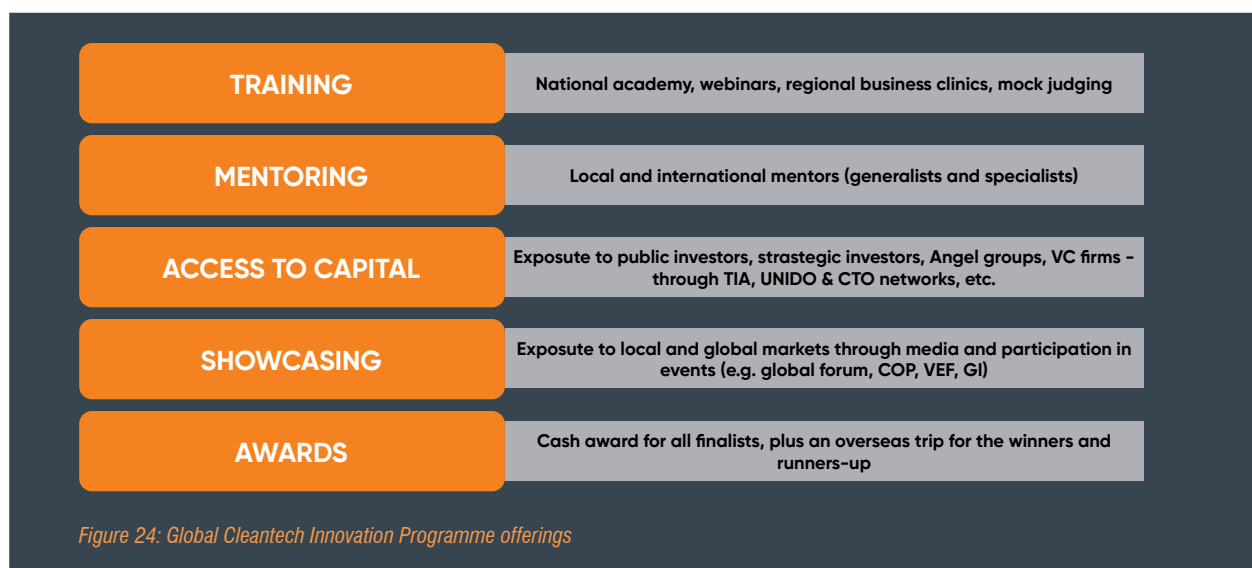 TRAINING
National academy, webinars, regional business clinics, mock judging
MENTORING
Local and international mentors (generalists and specialists)
ACCESS TO CAPITAL
Exposute to public investors, strastegic investors, Angel groups, VC firms -
through TIA, UNIDO & CTO networks, etc.
SHOWCASING
Exposute to local and global markets through media and participation in
events (e.g. global forum, COP, VEF, GI)
AWARDS
Cash award for all finalists, plus an overseas trip for the winners and
runners-up
Figure 24: Global Cleantech Innovation Programme offerings